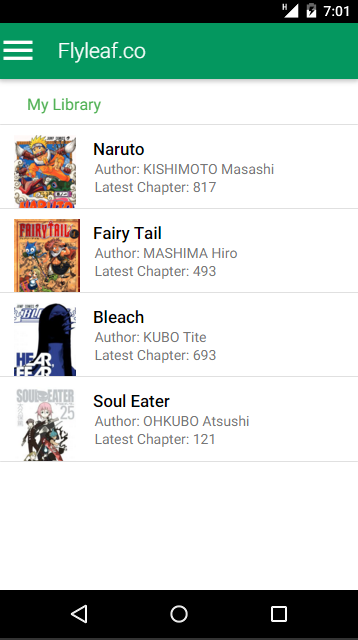 H 7:01
Flyleaf.co
My Library
Naruto
Author: KISHIMOTO Masashi
Latest Chapter: 817
NARUTO
Fairy Tail
Author: MASHIMA Hiro
Latest Chapter: 493
FAIRY TAIL
Bleach
Author: KUBO Tite
Latest Chapter: 693
HEAR,
FEAR
Soul Eater
Author: OHKUBO Atsushi
Latest Chapter: 121
SOUL EATER
25